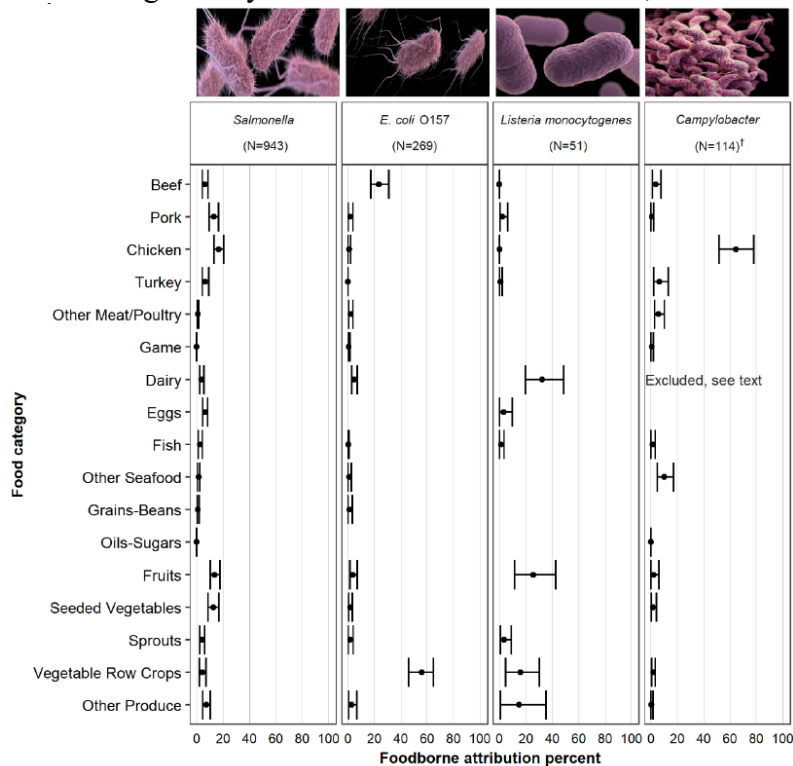 Salmonella
(N=943)
E. coli O157
(N=269)
Listeria monocytogenes
(N=51)
Campylobacter
(N=114)†
Food category
Beef
Pork
Chicken
Turkey
Other Meat/Poultry
Game
Dairy
Excluded, see text
Eggs
Fish
Other Seafood
Grains-Beans
Oils-Sugars
Fruits
Seeded Vegetables
Sprouts
Vegetable Row Crops
Other Produce
0 20 40 60 80 100 0 20 40 60 80 100 0 20 40 60 80 100 0 20 40 60 80 100
Foodborne attribution percent